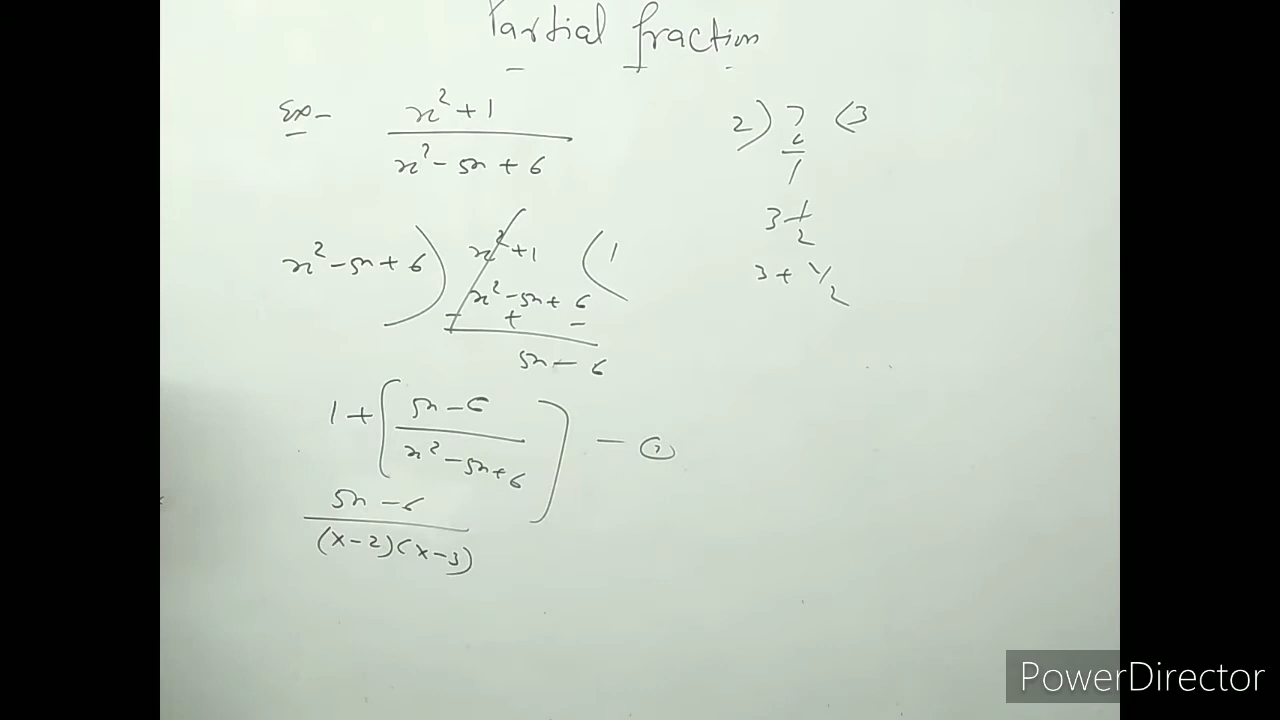 Partial fraction
Ex- x² + 1
x² - 5x + 6
2) 7 (3
6
1
3 1/2
3 + 1/2
x² - 5x + 6) x² + 1 (1
x² - 5x + 6
- + -
5x - 6
1 + [5x - 6
x² - 5x + 6] -
5x - 6
(x-2)(x-3)
PowerDirector